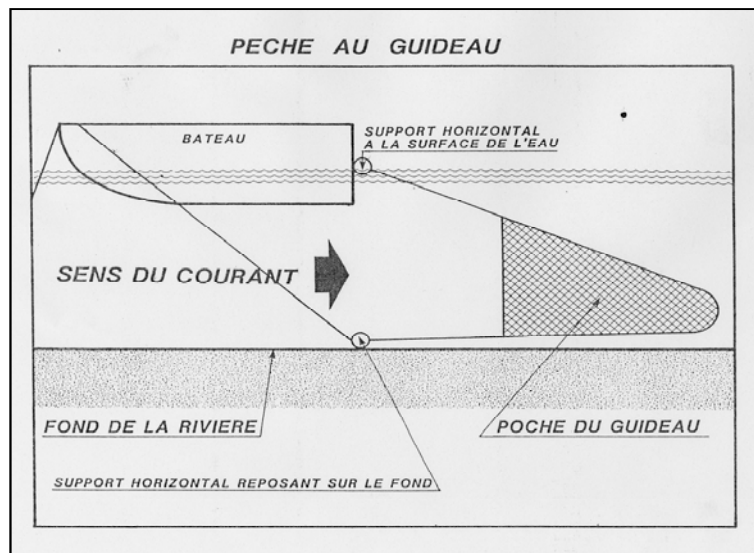 PECHE AU GUIDEAU
BATEAU
SUPPORT HORIZONTAL
A LA SURFACE DE L'EAU
SENS DU COURANT
FOND DE LA RIVIERE
POCHE DU GUIDEAU
SUPPORT HORIZONTAL REPOSANT SUR LE FOND